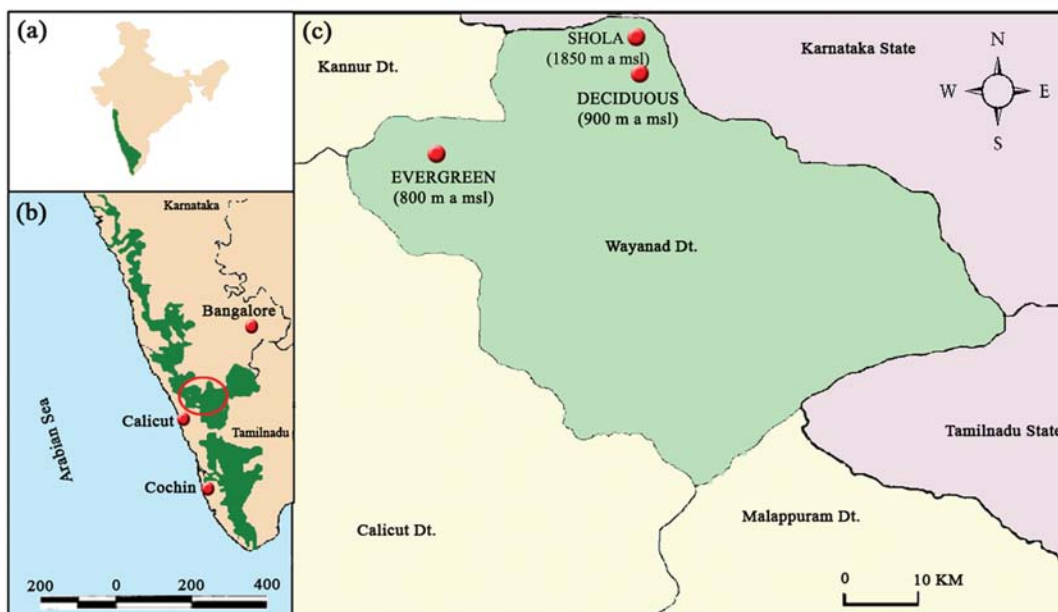 (a)
(b)
Karnataka
Bangalore
Calicut
Tamilnadu
Cochin
Arabian Sea
200 0 200 400
(c)
Kannur Dt.
SHOLA
(1850 m a msl)
DECIDUOUS
(900 m a msl)
EVERGREEN
(800 m a msl)
Karnataka State
N
W E
S
Wayanad Dt.
Tamilnadu State
Calicut Dt.
Malappuram Dt.
0 10 KM